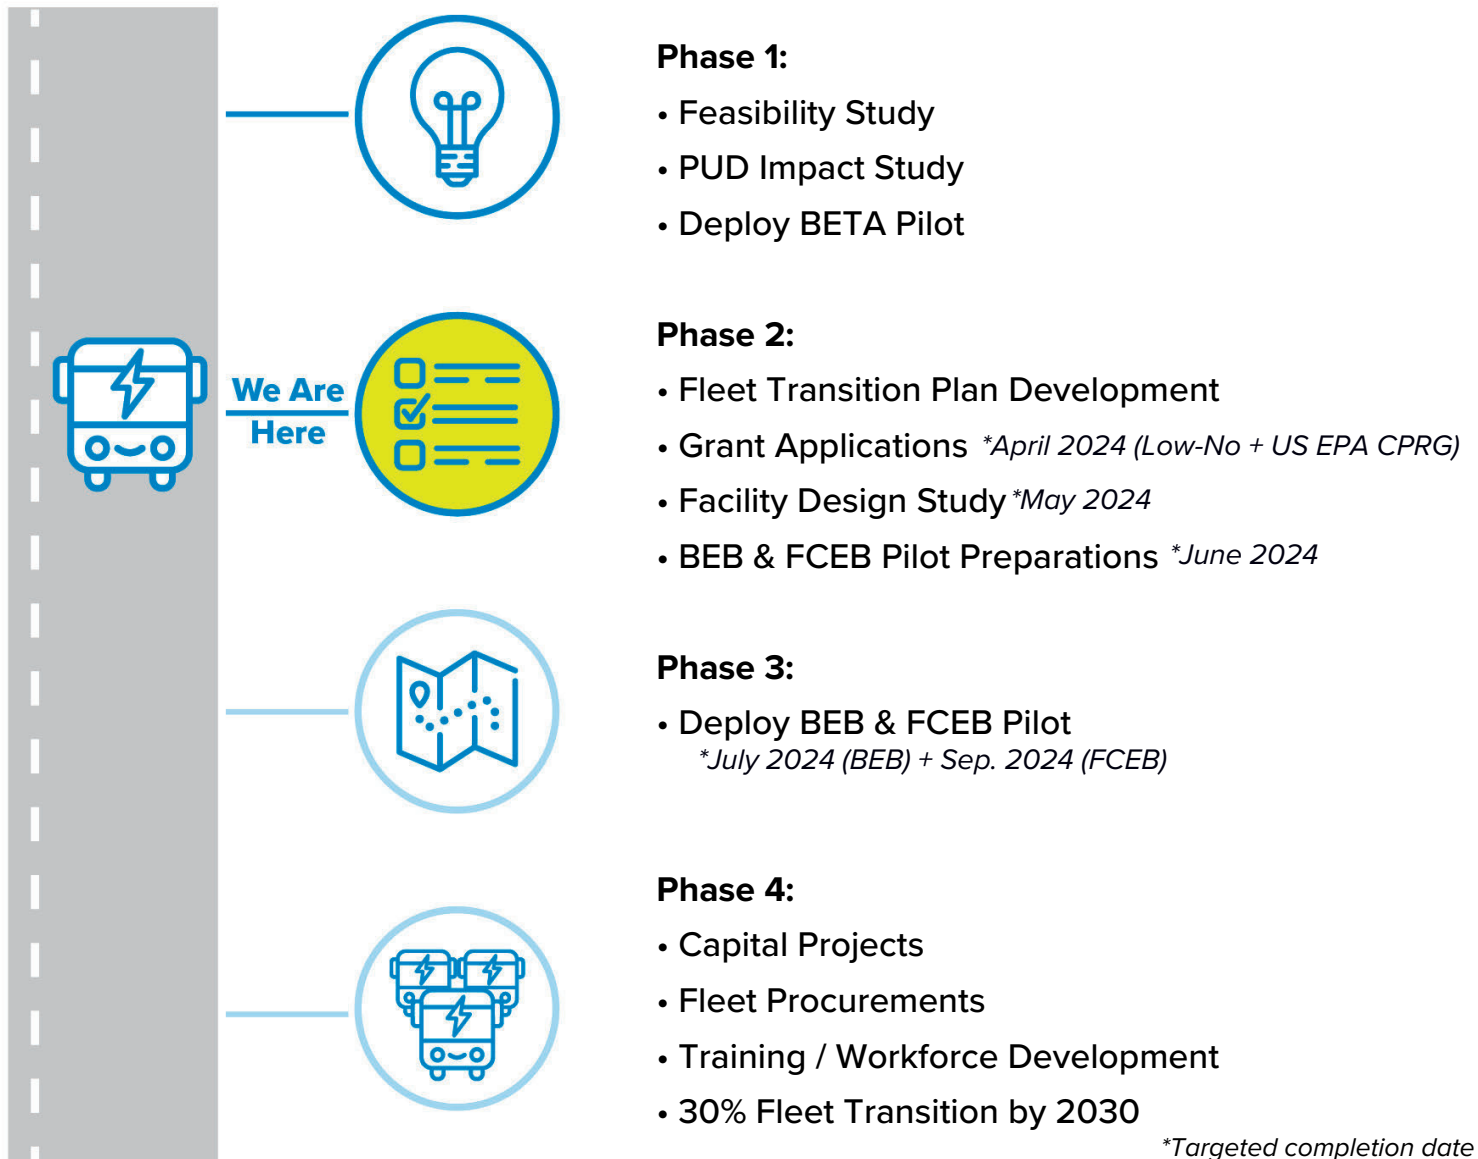 Phase 1:
• Feasibility Study
• PUD Impact Study
• Deploy BETA Pilot
We Are
Here
Phase 2:
• Fleet Transition Plan Development
• Grant Applications *April 2024 (Low-No + US EPA CPRG)
• Facility Design Study *May 2024
• BEB & FCEB Pilot Preparations *June 2024
Phase 3:
• Deploy BEB & FCEB Pilot
*July 2024 (BEB) + Sep. 2024 (FCEB)
Phase 4:
• Capital Projects
• Fleet Procurements
• Training / Workforce Development
• 30% Fleet Transition by 2030
*Targeted completion date